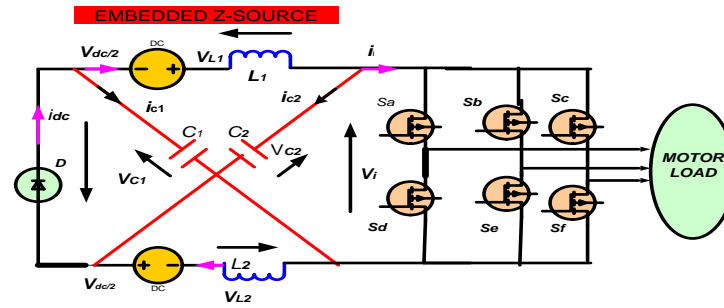 EMBEDDED Z-SOURCE
Vdc/2
DC
VL1
L1
ii
idc
ic1
ic2
Sa
Sb
Sc
C1
C2
VC2
D
VC1
Vi
MOTOR
LOAD
Sd
Se
Sf
L2
Vdc/2
DC
VL2